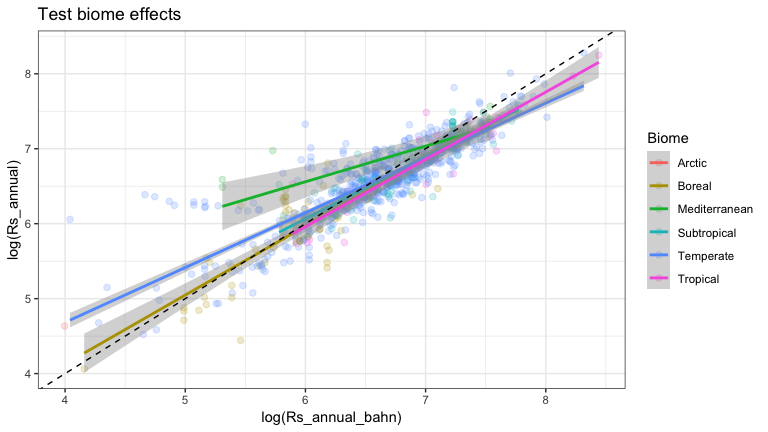 Test biome effects
log(Rs_annual)
8
7
6
5
4
4 5 6 7 8
log(Rs_annual_bahn)
Biome
Arctic
Boreal
Mediterranean
Subtropical
Temperate
Tropical